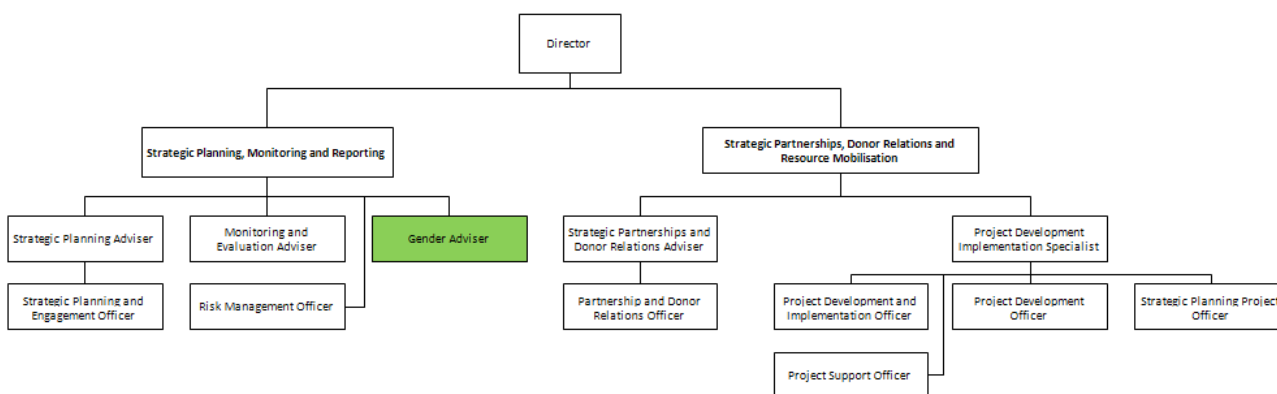 Director
Strategic Planning, Monitoring and Reporting
Strategic Partnerships, Donor Relations and
Resource Mobilisation
Strategic Planning Adviser
Monitoring and
Evaluation Adviser
Gender Adviser
Strategic Partnerships and
Donor Relations Adviser
Project Development
Implementation Specialist
Strategic Planning and
Engagement Officer
Risk Management Officer
Partnership and Donor
Relations Officer
Project Development and
Implementation Officer
Project Development
Officer
Strategic Planning Project
Officer
Project Support Officer